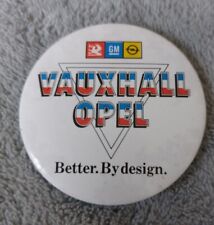 GM
VAUXHALL
OPEL
Better. By design.